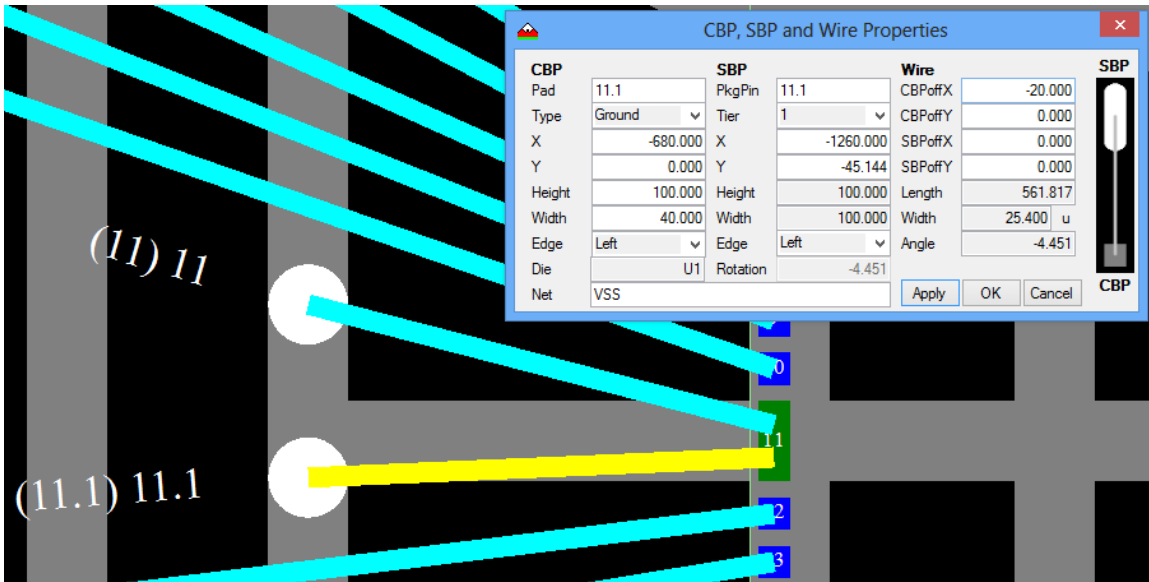 CBP, SBP and Wire Properties
CBP SBP Wire SBP
Pad 11.1 PkgPin 11.1 CBPoffX -20.000
Type Ground Tier 1 CBPoffY 0.000
X -680.000 X -1260.000 SBPoffX 0.000
Y 0.000 Y -45.144 SBPoffY 0.000
Height 100.000 Height 100.000 Length 561.817
Width 40.000 Width 100.000 Width 25.400 u
Edge Left Edge Left Angle -4.451
Die U1 Rotation -4.451
Net VSS Apply OK Cancel CBP
(11) 11
11
(11.1) 11.1